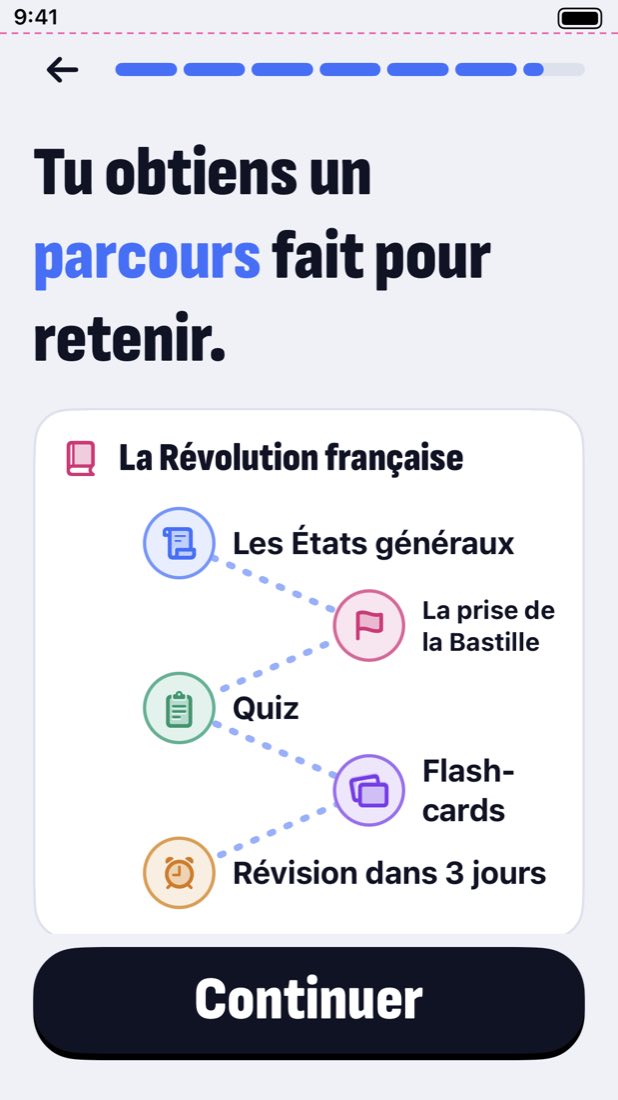 9:41
Tu obtiens un
parcours fait pour
retenir.
La Révolution française
Les États généraux
La prise de
la Bastille
Quiz
Flash-
cards
Révision dans 3 jours
Continuer